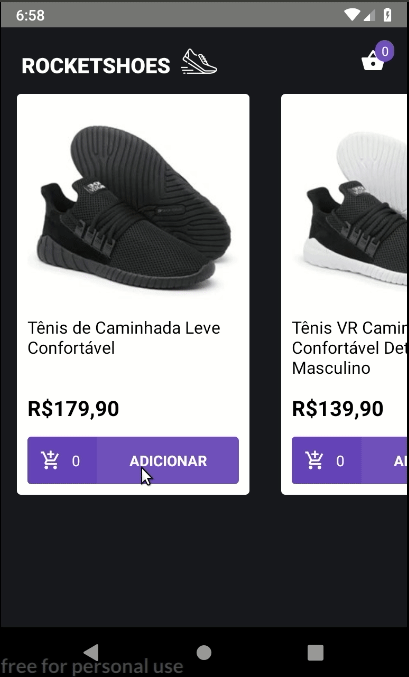 6:58
ROCKETSHOES
0
Tênis de Caminhada Leve
Confortável
R$179,90
0 ADICIONAR
Tênis VR Camin
Confortável Det
Masculino
R$139,90
0
free for personal use